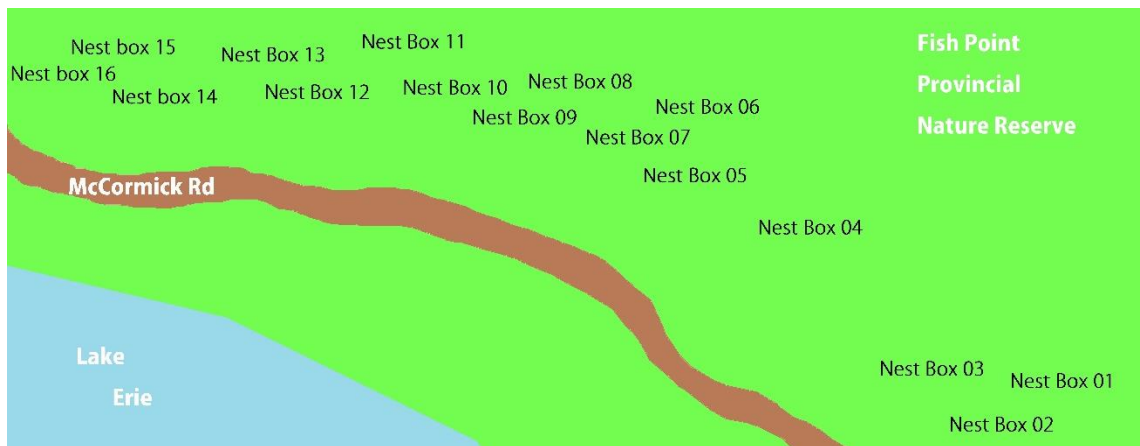 Nest Box 11
Fish Point
Nest box 15
Nest Box 13
Nest box 16
Nest Box 08
Provincial
Nest Box 10
Nest Box 12
Nest box 14
Nest Box 06
Nest Box 09
Nature Reserve
Nest Box 07
Nest Box 05
McCormick Rd
Nest Box 04
Lake
Erie
Nest Box 03
Nest Box 01
Nest Box 02